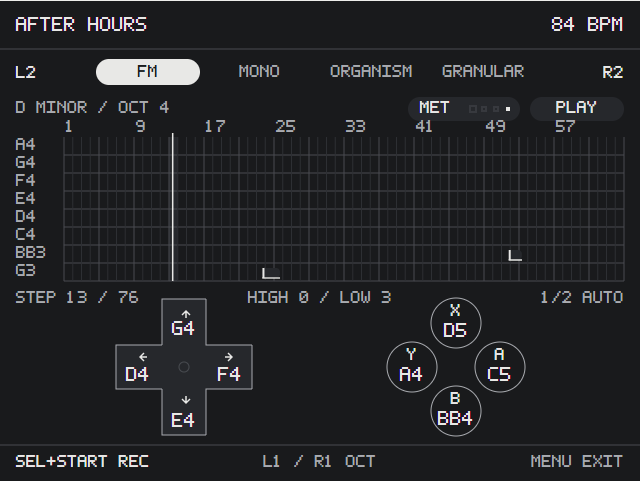 AFTER HOURS 84 BPM
L2 FM MONO ORGANISM GRANULAR R2
D MINOR / OCT 4 MET PLAY
1 9 17 25 33 41 49 57
A4
G4
F4
E4
D4
C4
BB3
G3
STEP 13 / 76 HIGH 0 / LOW 3 1/2 AUTO
↑
G4
← →
D4 F4
↓
E4
X
D5
Y A
A4 C5
B
BB4
SEL+START REC L1 / R1 OCT MENU EXIT